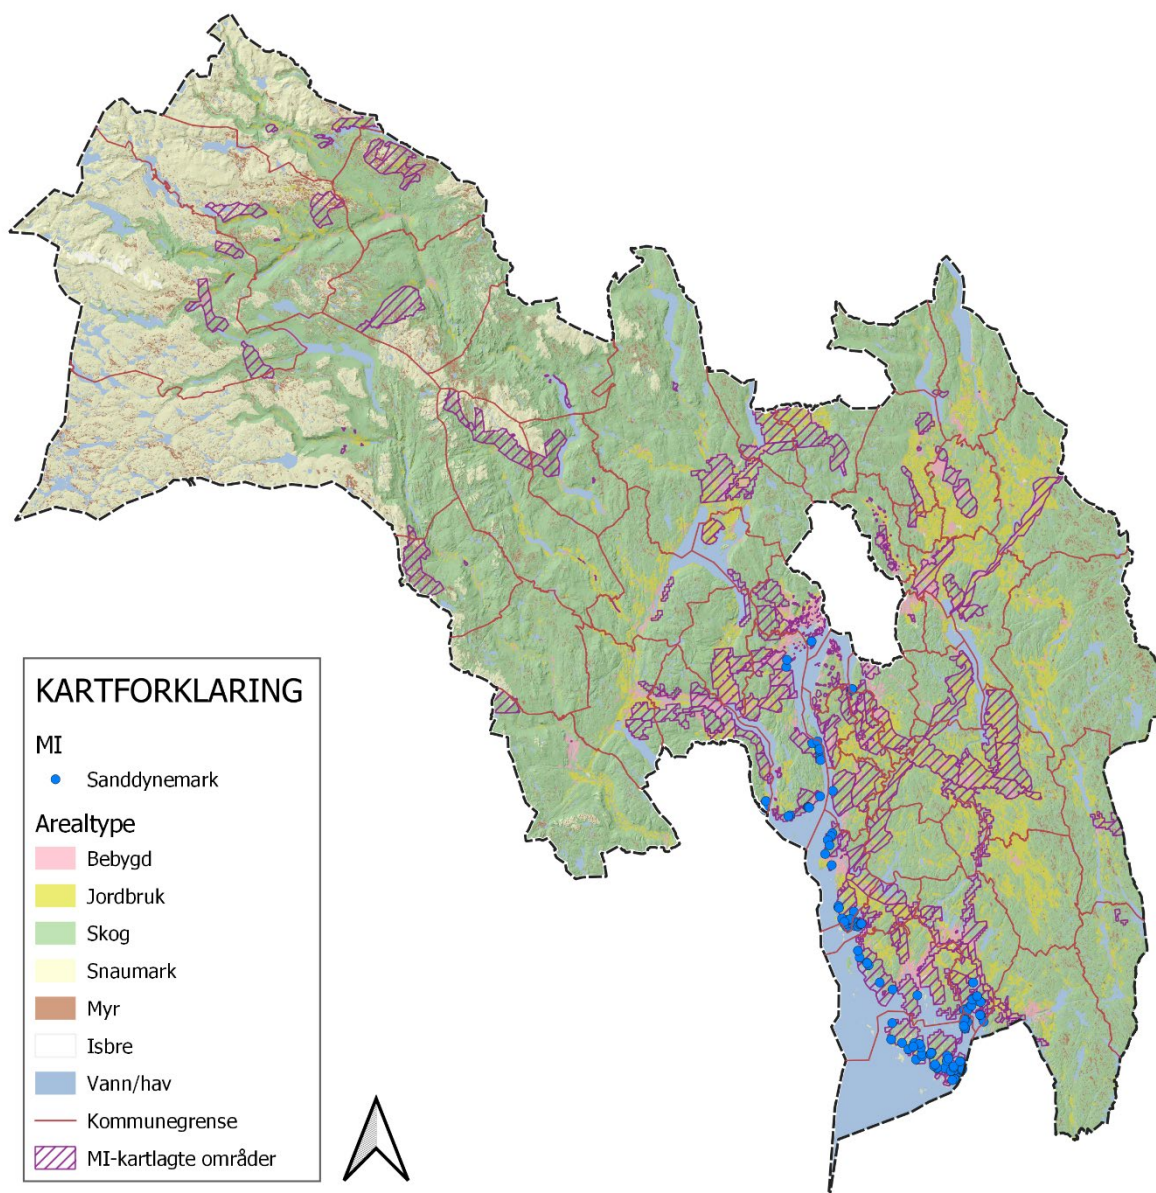 KARTFORKLARING
MI
Sanddynemark
Arealtype
Bebygd
Jordbruk
Skog
Snaumark
Myr
Isbre
Vann/hav
Kommunegrense
MI-kartlagte områder